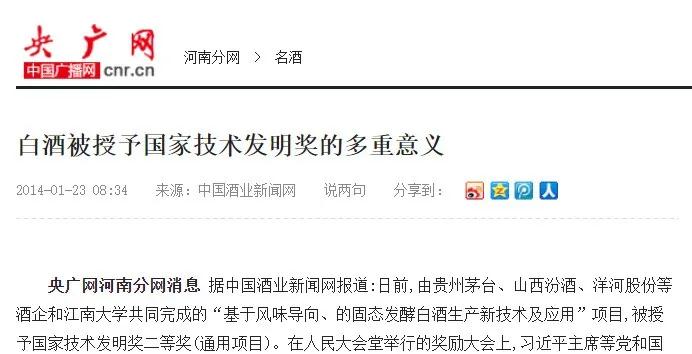 央广网
中国广播网 cnr.cn
河南分网 > 名酒
白酒被授予国家技术发明奖的多重意义
2014-01-23 08:34 来源：中国酒业新闻网 说两句 分享到：
央广网河南分网消息 据中国酒业新闻网报道:日前,由贵州茅台、山西汾酒、洋河股份等
酒企和江南大学共同完成的“基于风味导向、的固态发酵白酒生产新技术及应用”项目,被授
予国家技术发明奖二等奖(通用项目)。在人民大会堂举行的奖励大会上,习近平主席等党和国